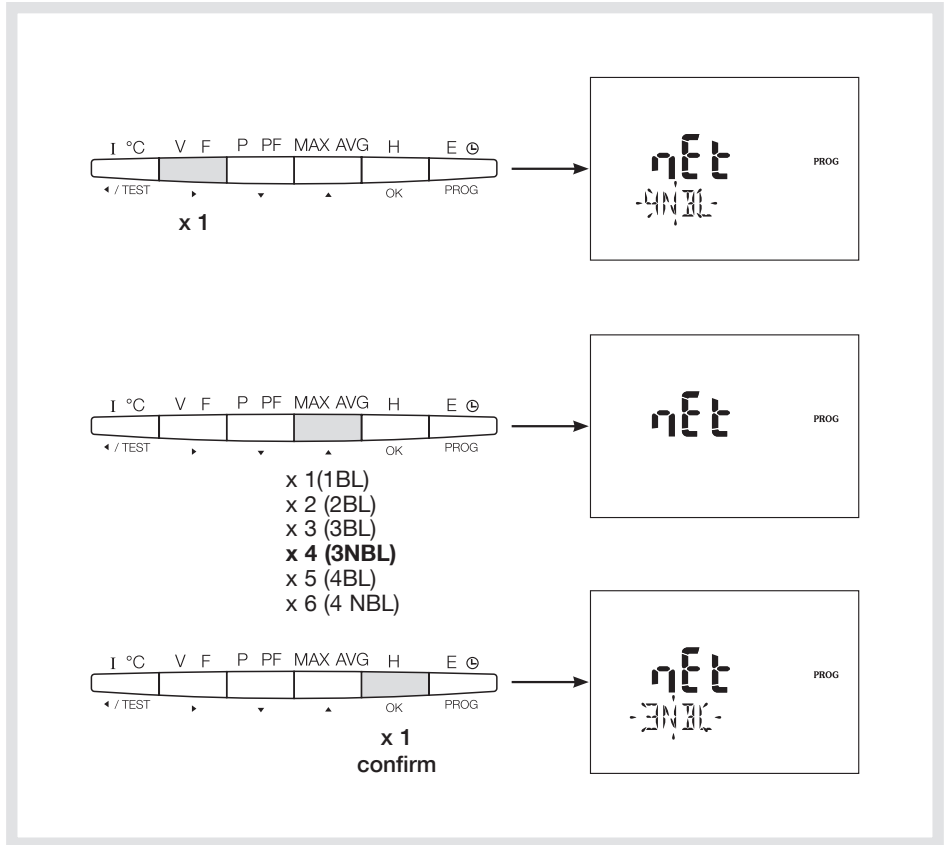 I °C V F P PF MAX AVG H E
nEt
PROG
4NBL
/ TEST OK PROG
x 1
I °C V F P PF MAX AVG H E
nEt
PROG
/ TEST OK PROG
x 1(1BL)
x 2 (2BL)
x 3 (3BL)
x 4 (3NBL)
x 5 (4BL)
x 6 (4 NBL)
I °C V F P PF MAX AVG H E
nEt
PROG
3NBL
/ TEST OK PROG
x 1
confirm